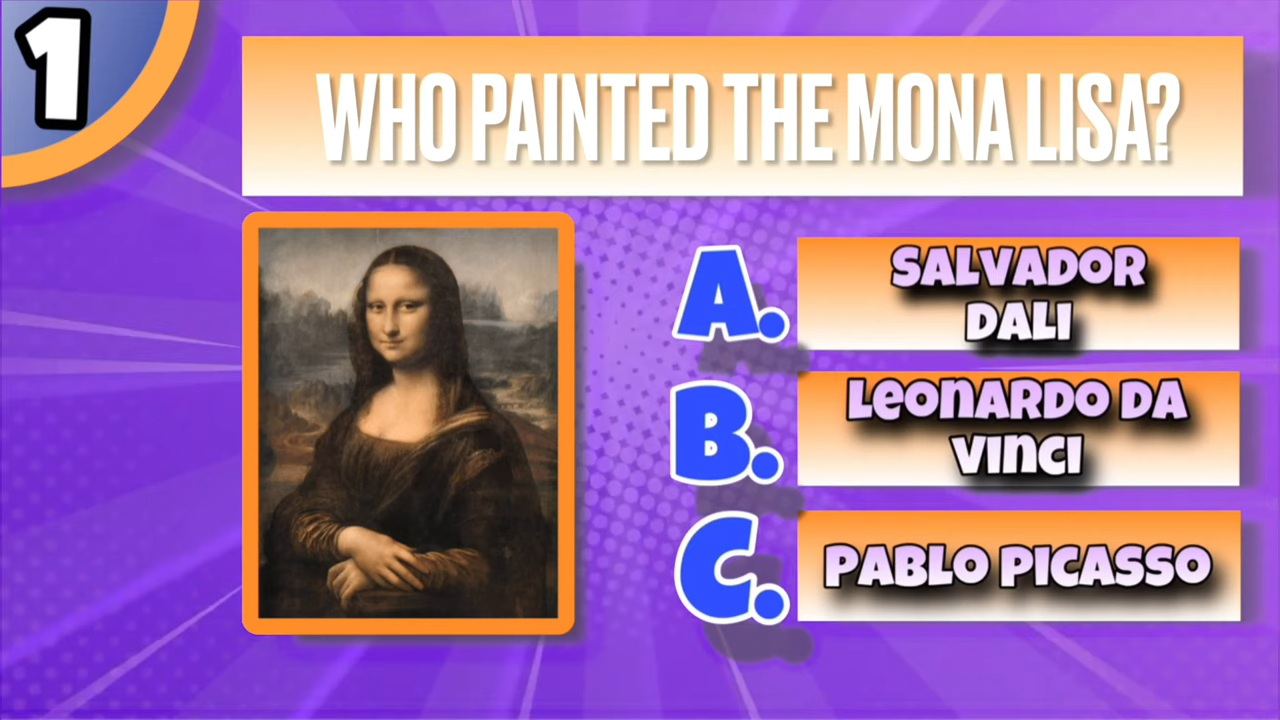 1
WHO PAINTED THE MONA LISA?
A.
SALVADOR
DALI
B.
LEONARDO DA
VINCI
C.
PABLO PICASSO